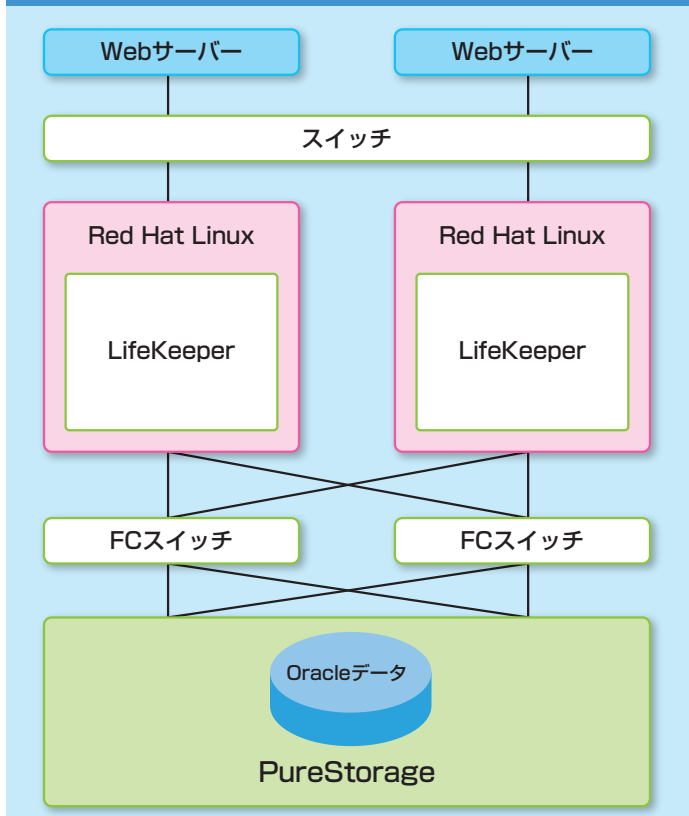 Webサーバー
Webサーバー
スイッチ
Red Hat Linux
Red Hat Linux
LifeKeeper
LifeKeeper
FCスイッチ
FCスイッチ
Oracleデータ
PureStorage